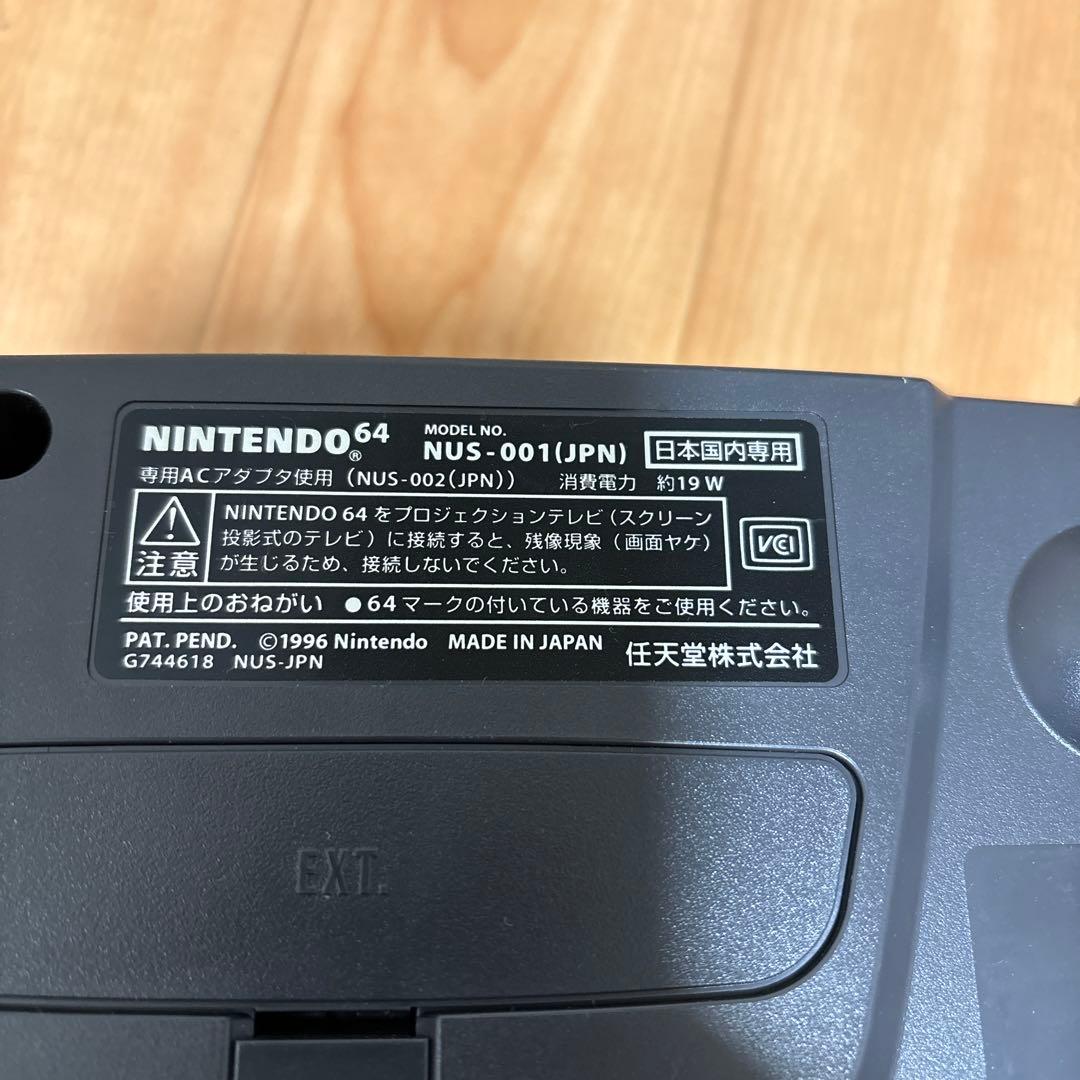 NINTENDO64®
MODEL NO.
NUS-001(JPN)
日本国内専用
専用ACアダプタ使用（NUS-002(JPN)） 消費電力 約19W
注意
NINTENDO 64 をプロジェクションテレビ（スクリーン
投影式のテレビ）に接続すると、残像現象（画面ヤケ）
が生じるため、接続しないでください。
VCI
使用上のおねがい ●64マークの付いている機器をご使用ください。
PAT. PEND. ©1996 Nintendo MADE IN JAPAN
任天堂株式会社
G744618 NUS-JPN
EXT.